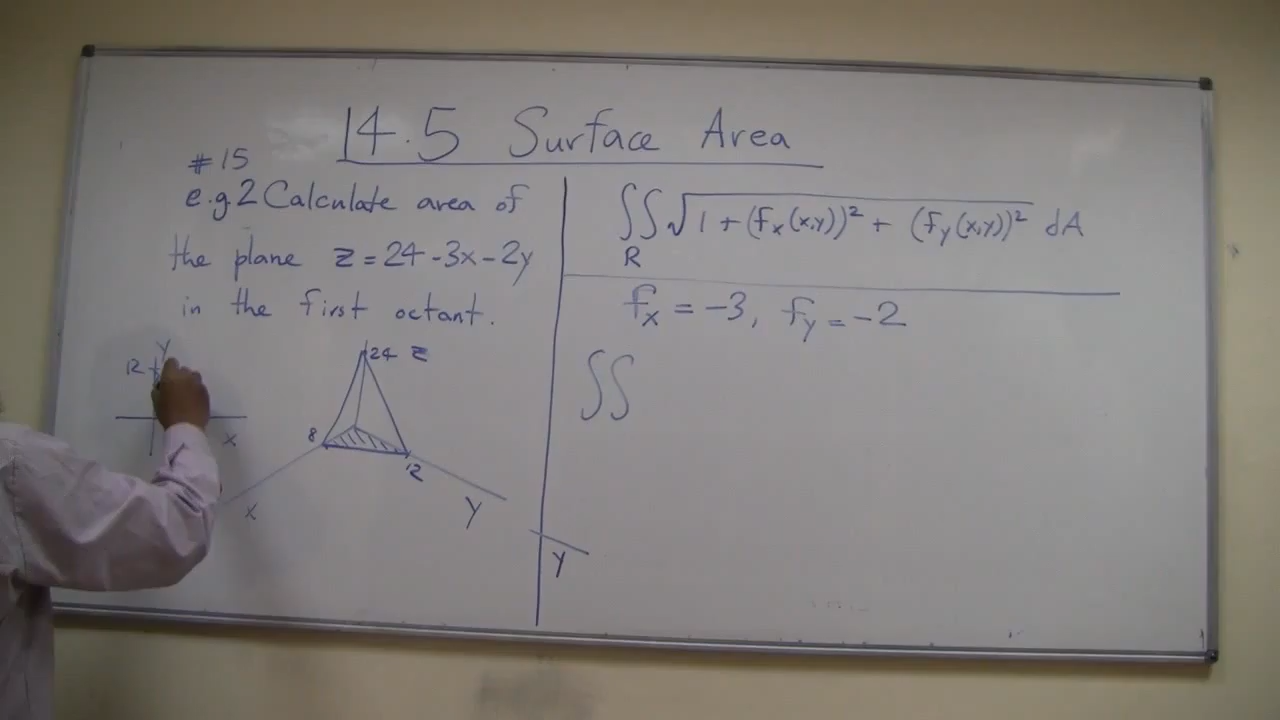 14.5 Surface Area
#15
e.g.2 Calculate area of
the plane z = 24 - 3x - 2y
in the first octant.
∫∫ √1 + (fx(x,y))² + (fy(x,y))² dA
R
fx = -3, fy = -2
∫∫
y
12
x
24 z
8
12
x
y
y